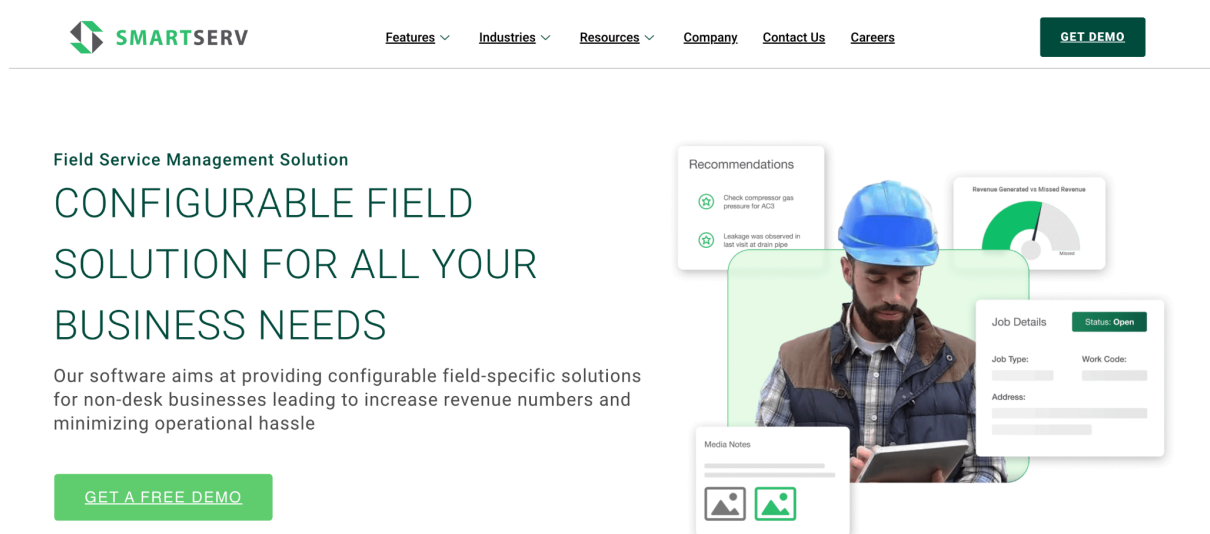 SMARTSERV
Features
Industries
Resources
Company
Contact Us
Careers
GET DEMO
Field Service Management Solution
CONFIGURABLE FIELD
SOLUTION FOR ALL YOUR
BUSINESS NEEDS
Our software aims at providing configurable field-specific solutions
for non-desk businesses leading to increase revenue numbers and
minimizing operational hassle
GET A FREE DEMO
Recommendations
Check compressor gas
pressure for AC3
Leakage was observed in
last visit at drain pipe
Revenue Generated vs Missed Revenue
Missed
Job Details
Status: Open
Job Type:
Work Code:
Address:
Media Notes